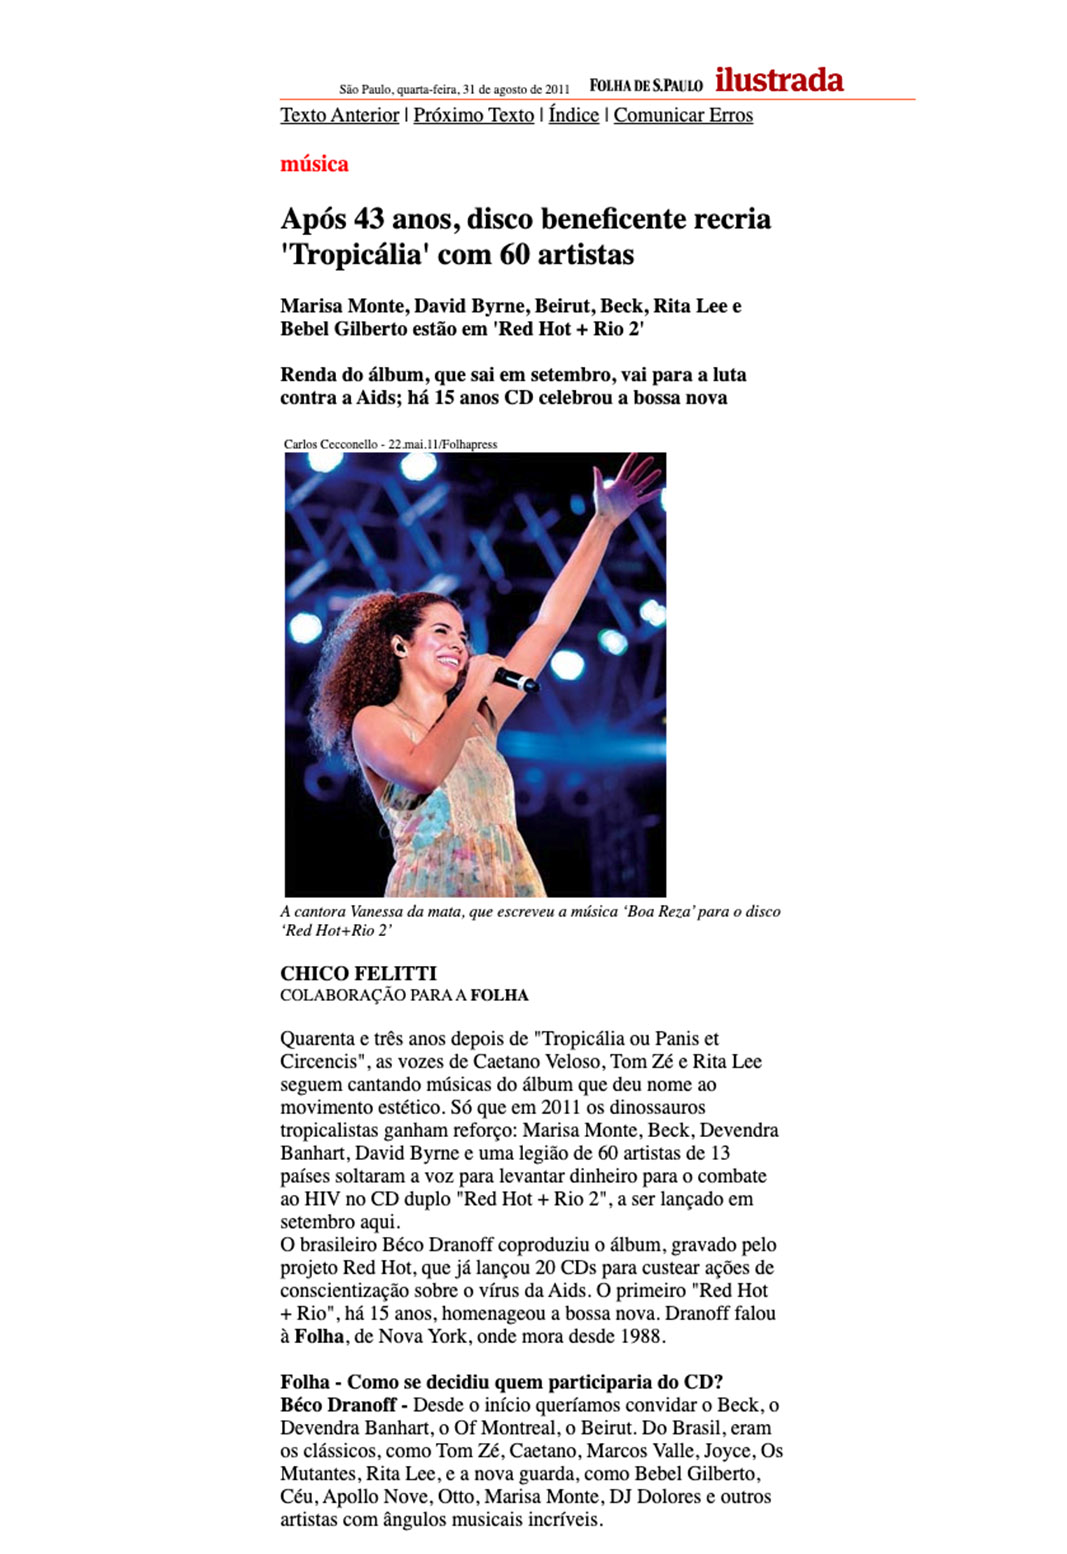 São Paulo, quarta-feira, 31 de agosto de 2011 FOLHA DE S.PAULO ilustrada
Texto Anterior | Próximo Texto | Índice | Comunicar Erros
música
Após 43 anos, disco beneficente recria
'Tropicália' com 60 artistas
Marisa Monte, David Byrne, Beirut, Beck, Rita Lee e
Bebel Gilberto estão em 'Red Hot + Rio 2'
Renda do álbum, que sai em setembro, vai para a luta
contra a Aids; há 15 anos CD celebrou a bossa nova
Carlos Cecconello - 22.mai.11/Folhapress
A cantora Vanessa da mata, que escreveu a música ‘Boa Reza’ para o disco
‘Red Hot+Rio 2’
CHICO FELITTI
COLABORAÇÃO PARA A FOLHA
Quarenta e três anos depois de "Tropicália ou Panis et
Circencis", as vozes de Caetano Veloso, Tom Zé e Rita Lee
seguem cantando músicas do álbum que deu nome ao
movimento estético. Só que em 2011 os dinossauros
tropicalistas ganham reforço: Marisa Monte, Beck, Devendra
Banhart, David Byrne e uma legião de 60 artistas de 13
países soltaram a voz para levantar dinheiro para o combate
ao HIV no CD duplo "Red Hot + Rio 2", a ser lançado em
setembro aqui.
O brasileiro Béco Dranoff coproduziu o álbum, gravado pelo
projeto Red Hot, que já lançou 20 CDs para custear ações de
conscientização sobre o vírus da Aids. O primeiro "Red Hot
+ Rio", há 15 anos, homenageou a bossa nova. Dranoff falou
à Folha, de Nova York, onde mora desde 1988.
Folha - Como se decidiu quem participaria do CD?
Béco Dranoff - Desde o início queríamos convidar o Beck, o
Devendra Banhart, o Of Montreal, o Beirut. Do Brasil, eram
os clássicos, como Tom Zé, Caetano, Marcos Valle, Joyce, Os
Mutantes, Rita Lee, e a nova guarda, como Bebel Gilberto,
Céu, Apollo Nove, Otto, Marisa Monte, DJ Dolores e outros
artistas com ângulos musicais incríveis.